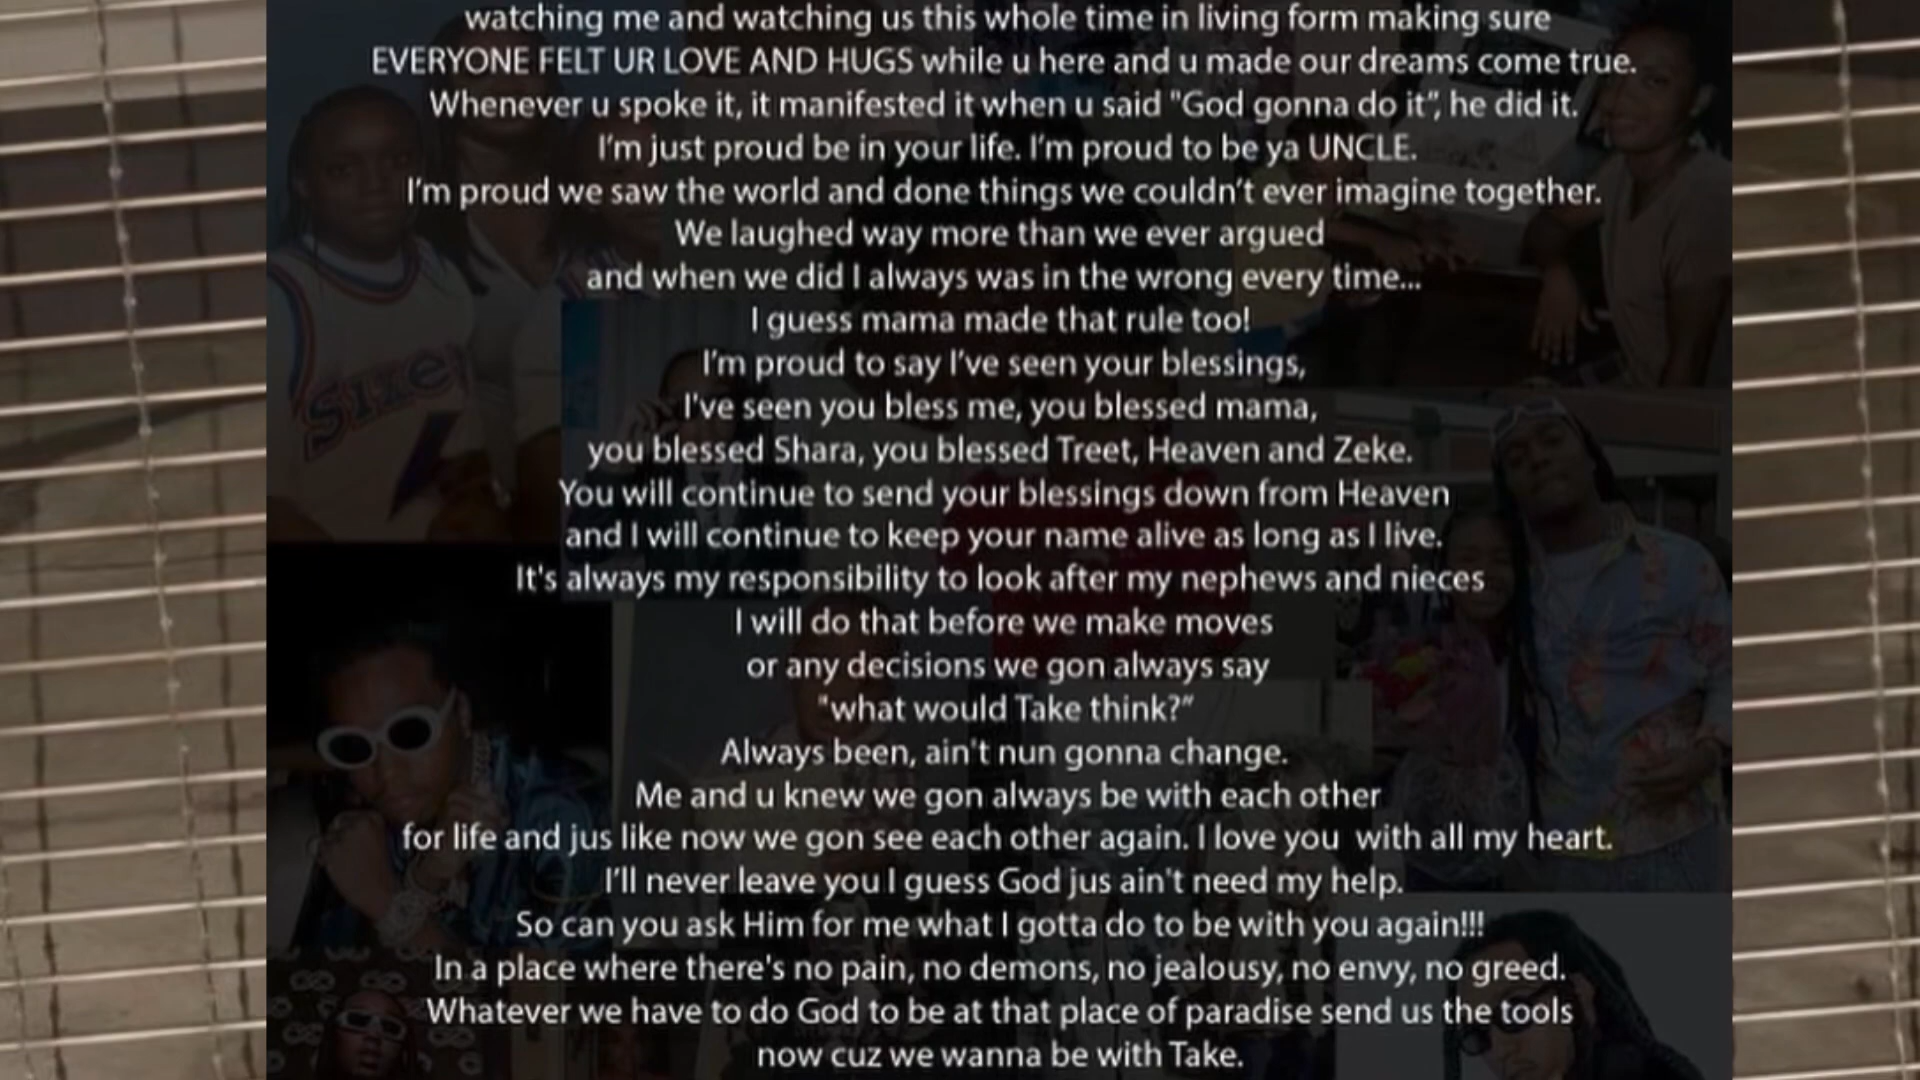 watching me and watching us this whole time in living form making sure
EVERYONE FELT UR LOVE AND HUGS while u here and u made our dreams come true.
Whenever u spoke it, it manifested it when u said "God gonna do it”, he did it.
I’m just proud be in your life. I’m proud to be ya UNCLE.
I’m proud we saw the world and done things we couldn’t ever imagine together.
We laughed way more than we ever argued
and when we did I always was in the wrong every time...
I guess mama made that rule too!
I’m proud to say I’ve seen your blessings,
I've seen you bless me, you blessed mama,
you blessed Shara, you blessed Treet, Heaven and Zeke.
You will continue to send your blessings down from Heaven
and I will continue to keep your name alive as long as I live.
It's always my responsibility to look after my nephews and nieces
I will do that before we make moves
or any decisions we gon always say
"what would Take think?”
Always been, ain't nun gonna change.
Me and u knew we gon always be with each other
for life and jus like now we gon see each other again. I love you with all my heart.
I’ll never leave you I guess God jus ain't need my help.
So can you ask Him for me what I gotta do to be with you again!!!
In a place where there's no pain, no demons, no jealousy, no envy, no greed.
Whatever we have to do God to be at that place of paradise send us the tools
now cuz we wanna be with Take.
Sixers